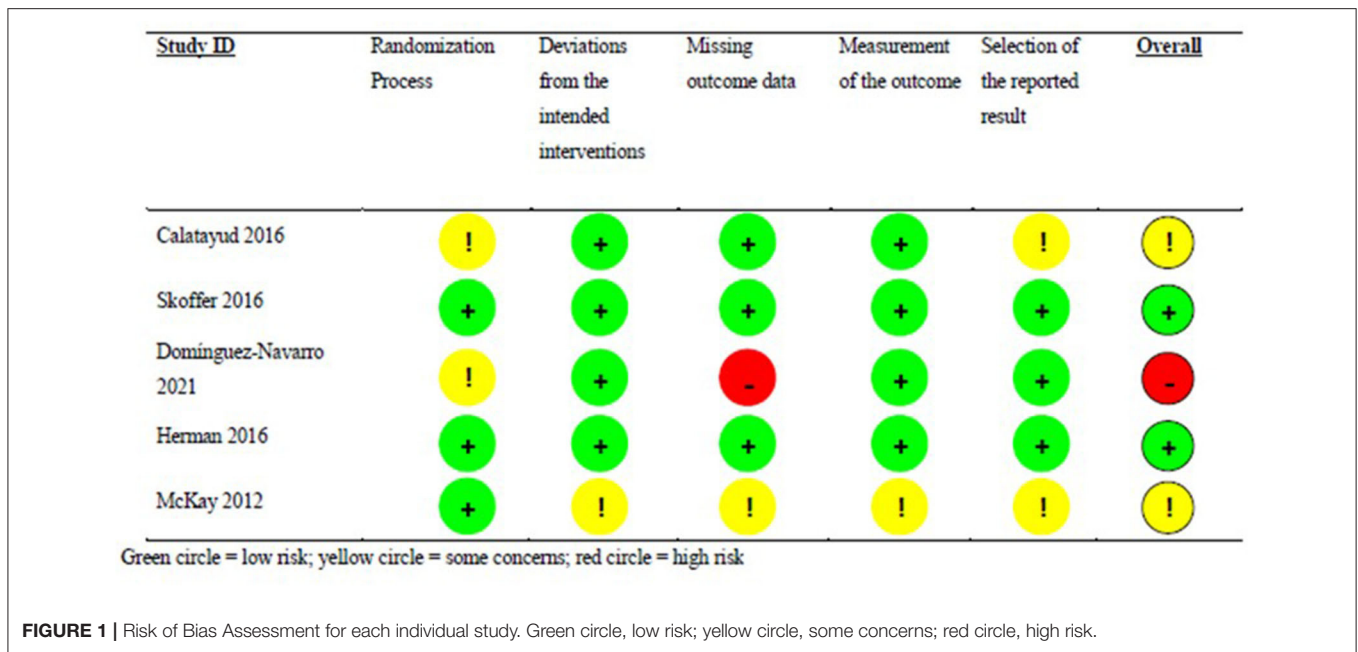 Study ID Randomization Deviations Missing Measurement Selection of Overall
Process from the outcome data of the outcome the reported
intended result
interventions
Calatayud 2016 ! + + + ! !
Skoffer 2016 + + + + + +
Domínguez-Navarro
2021 ! + - + + -
Herman 2016 + + + + + +
McKay 2012 + ! ! ! ! !
Green circle = low risk; yellow circle = some concerns; red circle = high risk
FIGURE 1 | Risk of Bias Assessment for each individual study. Green circle, low risk; yellow circle, some concerns; red circle, high risk.